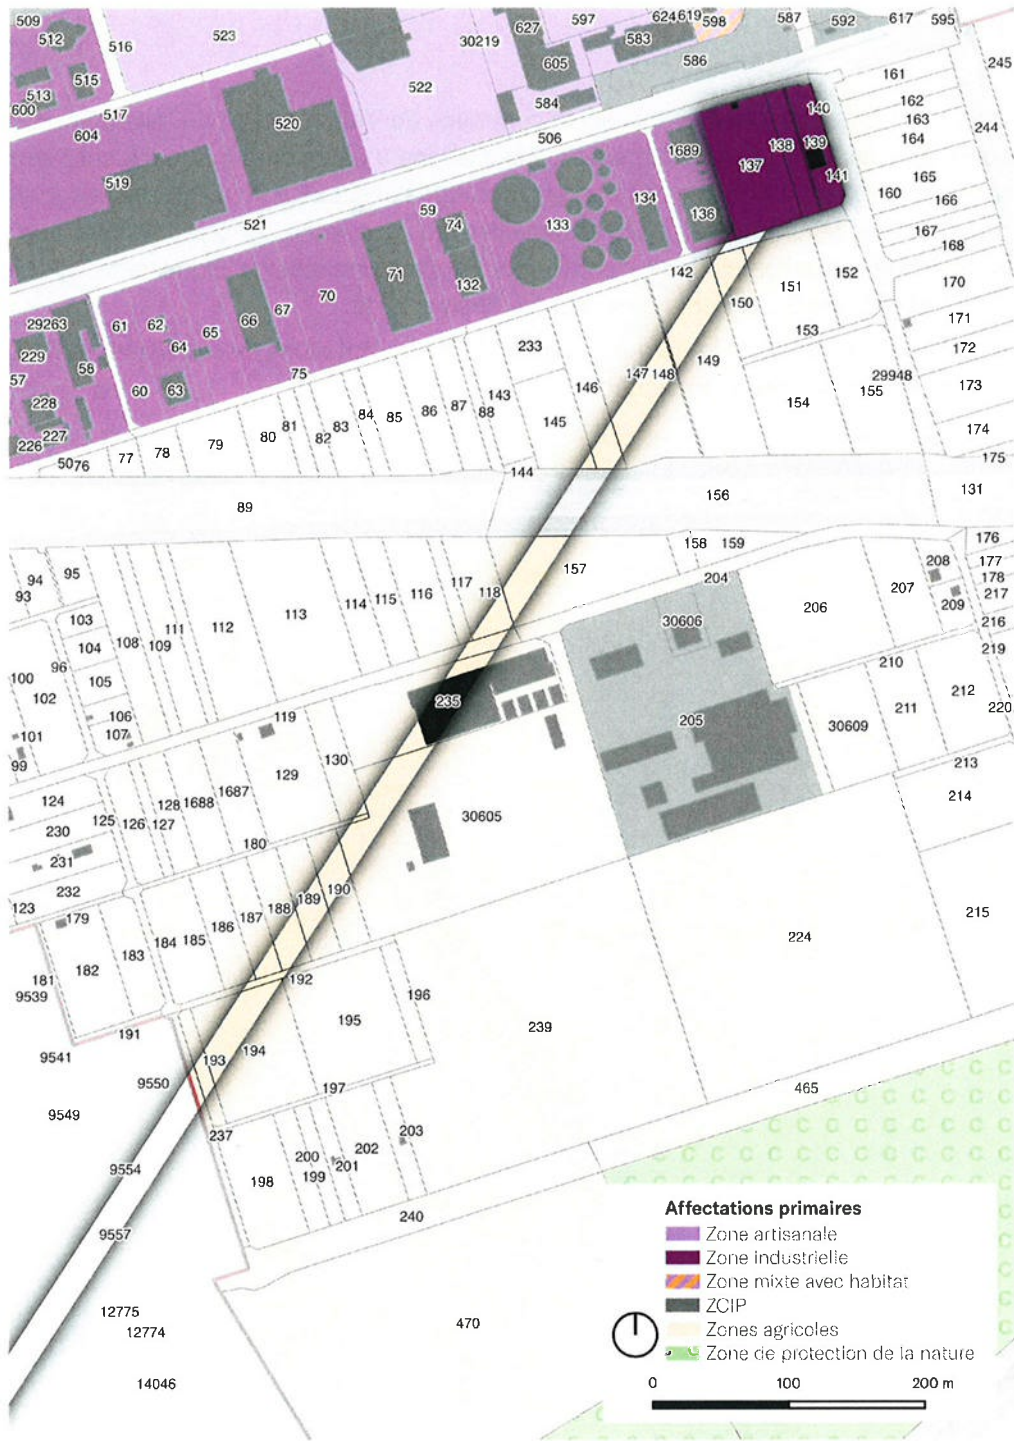 509 627 597 624 619 598 587 592 617 595
512 516 523 30219 583
515 605 586 245
513 522 161
600 517 584 162
604 520 506 140 163 244
1689 138 139 164
519 137 141 165
59 134 160 166
521 74 133 136 167
71 142 168
29263 61 62 67 70 132 150 151 152 170
229 65 66 153 171
57 58 64 233 149 172
228 60 63 75 147 148 29948
227 84 143 146 154 155 173
226 79 80 81 82 83 85 86 87 88 145 174
50 76 77 78 144 175
89 156 131
94 95 158 159 176
93 157 204 208 177
103 111 112 113 114 115 116 117 118 206 207 178
104 108 109 30606 209 217
100 96 105 216
102 210 219
106 119 235 205 212
101 107 30609 211 220
99 129 130 213
124 128 1688 1687 214
230 125 126 127 30605
231 180
232 190
123 179 187 188 189 215
183 184 185 186 224
181 182 192
9539 196
191 195 239
9541 193 194
9550 197 465
9549 237
200 202 203
9554 198 199 201
9557 240
12775 470
12774
14046
Affectations primaires
Zone artisanale
Zone industrielle
Zone mixte avec habitat
ZCIP
Zones agricoles
Zone de protection de la nature
0 100 200 m